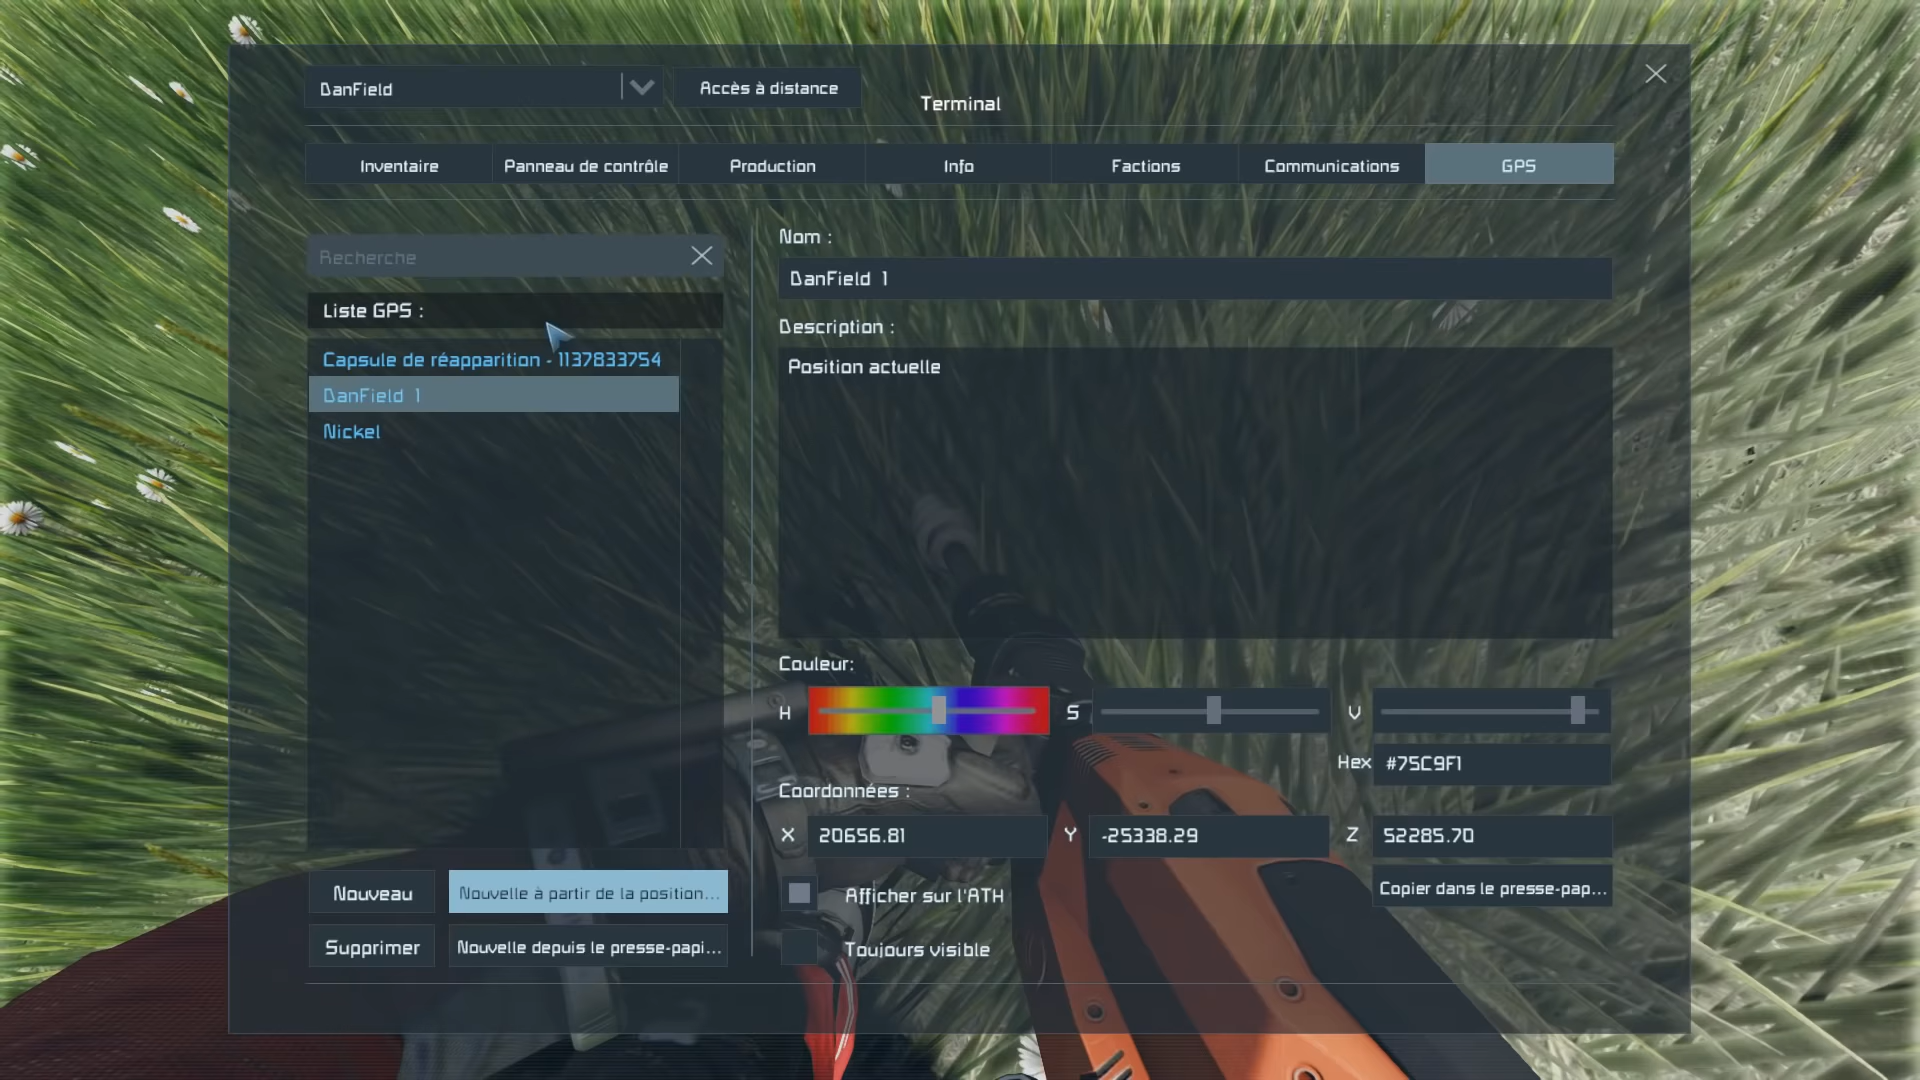 DanField
Accès à distance
Terminal
Inventaire
Panneau de contrôle
Production
Info
Factions
Communications
GPS
Recherche
Liste GPS :
Capsule de réapparition - 1137833754
DanField 1
Nickel
Nouveau
Nouvelle à partir de la position...
Supprimer
Nouvelle depuis le presse-papi...
Nom :
DanField 1
Description :
Position actuelle
Couleur:
H
S
V
Hex
#75C9F1
Coordonnées :
X
20656.81
Y
-25338.29
Z
52285.70
Afficher sur l'ATH
Copier dans le presse-pap...
Toujours visible